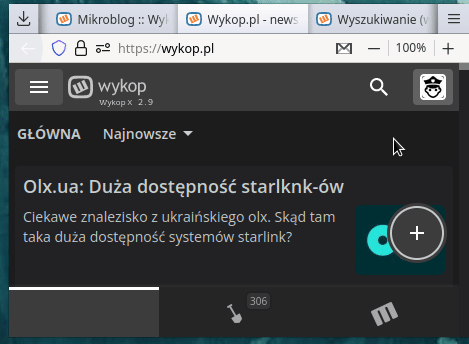 Mikroblog :: Wyk
Wykop.pl - news
Wyszukiwanie (w
https://wykop.pl
100%
wykop
Wykop X 2.9
GŁÓWNA
Najnowsze
Olx.ua: Duża dostępność starlknk-ów
Ciekawe znalezisko z ukraińskiego olx. Skąd tam
taka duża dostępność systemów starlink?
306